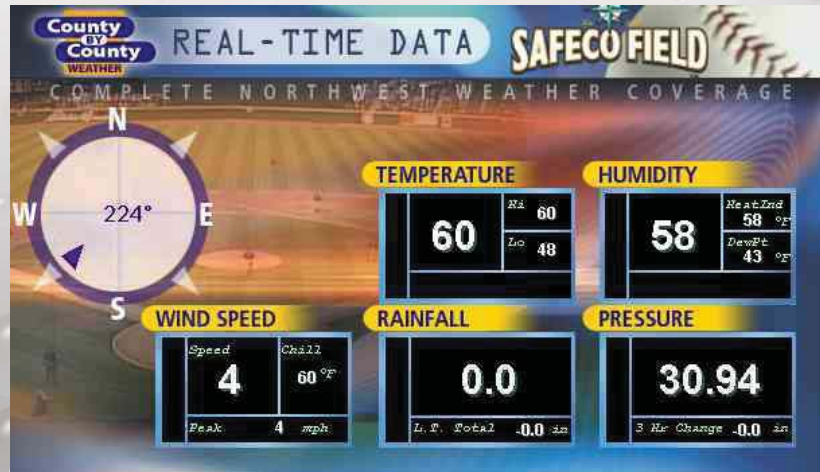 County
BY
County
WEATHER
REAL-TIME DATA
SAFECO FIELD
COMPLETE NORTHWEST WEATHER COVERAGE
N
W
224°
E
S
TEMPERATURE
60
Hi 60
Lo 48
HUMIDITY
58
HeatInd
58 °F
DewPt
43 °F
WIND SPEED
Speed
4
Chill
60 °F
Peak 4 mph
RAINFALL
0.0
L.T. Total -0.0 in
PRESSURE
30.94
3 Hr Change -0.0 in